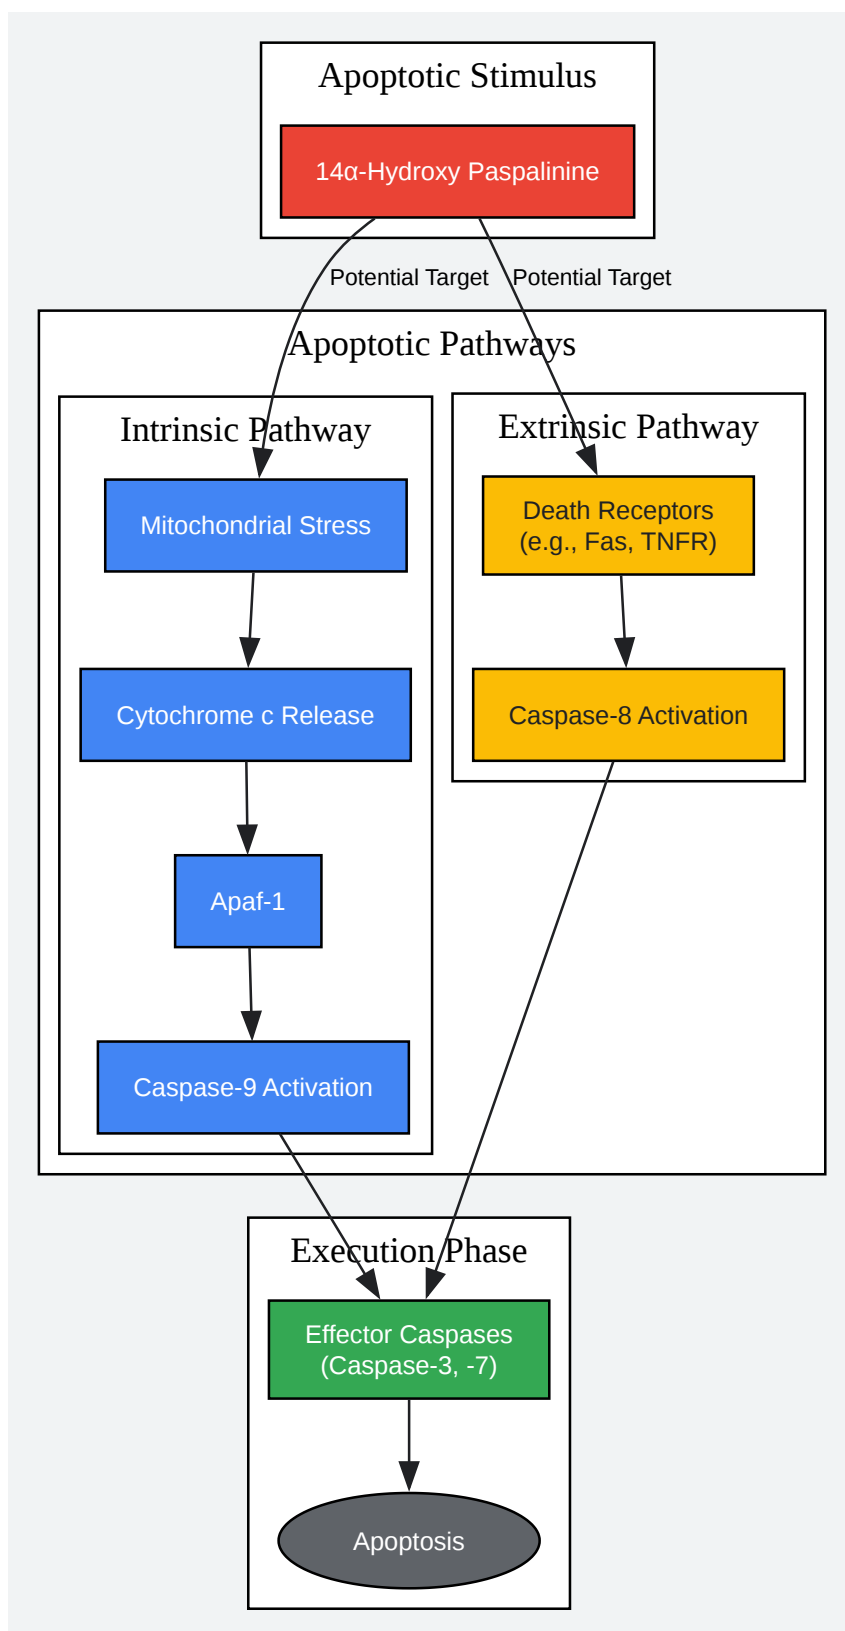 Apoptotic Stimulus
14α-Hydroxy Paspalinine
Potential Target
Potential Target
Apoptotic Pathways
Intrinsic Pathway
Mitochondrial Stress
Cytochrome c Release
Apaf-1
Caspase-9 Activation
Extrinsic Pathway
Death Receptors
(e.g., Fas, TNFR)
Caspase-8 Activation
Execution Phase
Effector Caspases
(Caspase-3, -7)
Apoptosis